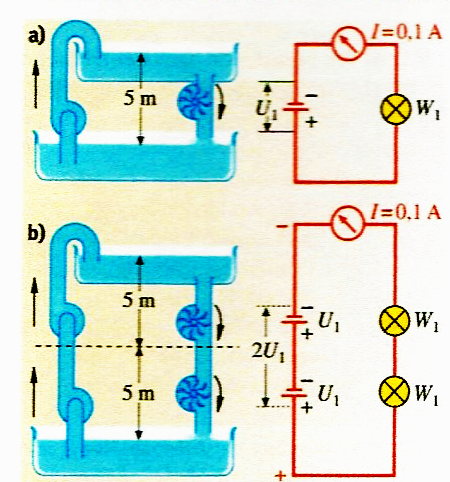 a)
5 m
U₁
−
+
I=0,1 A
W₁
b)
5 m
5 m
2U₁
−
I=0,1 A
−
+
U₁
−
+
U₁
W₁
W₁
+